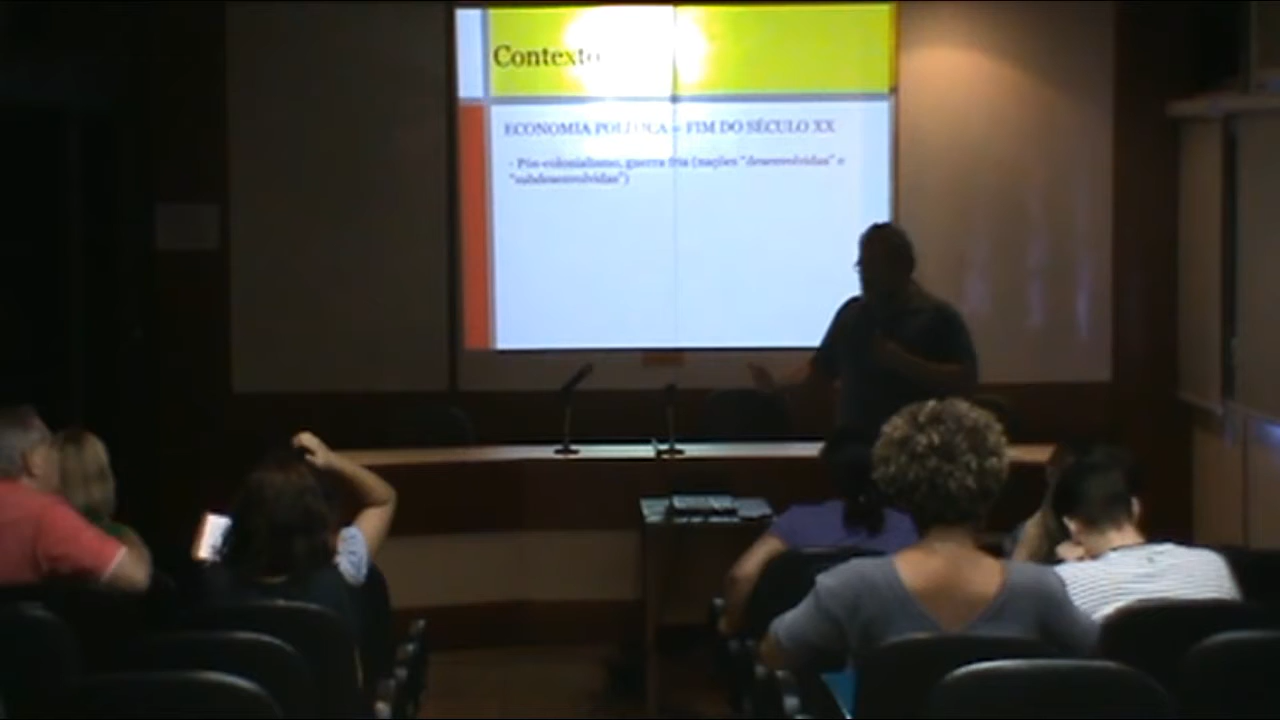 Contexto
ECONOMIA POLÍTICA – FIM DO SÉCULO XX
- Pós-colonialismo, guerra fria (nações "desenvolvidas" e
"subdesenvolvidas")